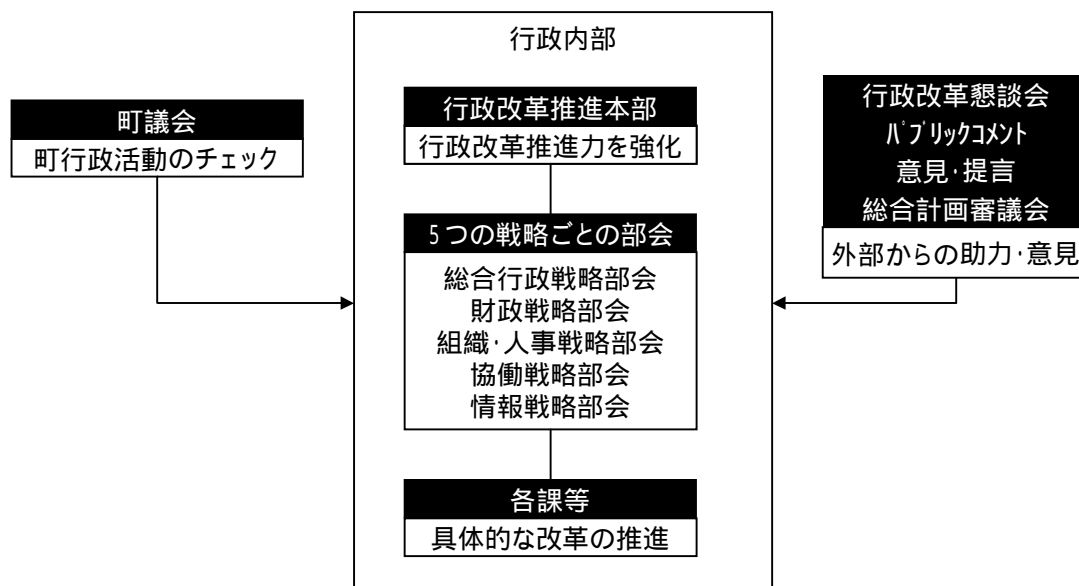 行政内部
町議会
町行政活動のチェック
行政改革推進本部
行政改革推進力を強化
5つの戦略ごとの部会
総合行政戦略部会
財政戦略部会
組織・人事戦略部会
協働戦略部会
情報戦略部会
各課等
具体的な改革の推進
行政改革懇談会
ﾊﾟﾌﾞﾘｯｸｺﾒﾝﾄ
意見・提言
総合計画審議会
外部からの助力・意見